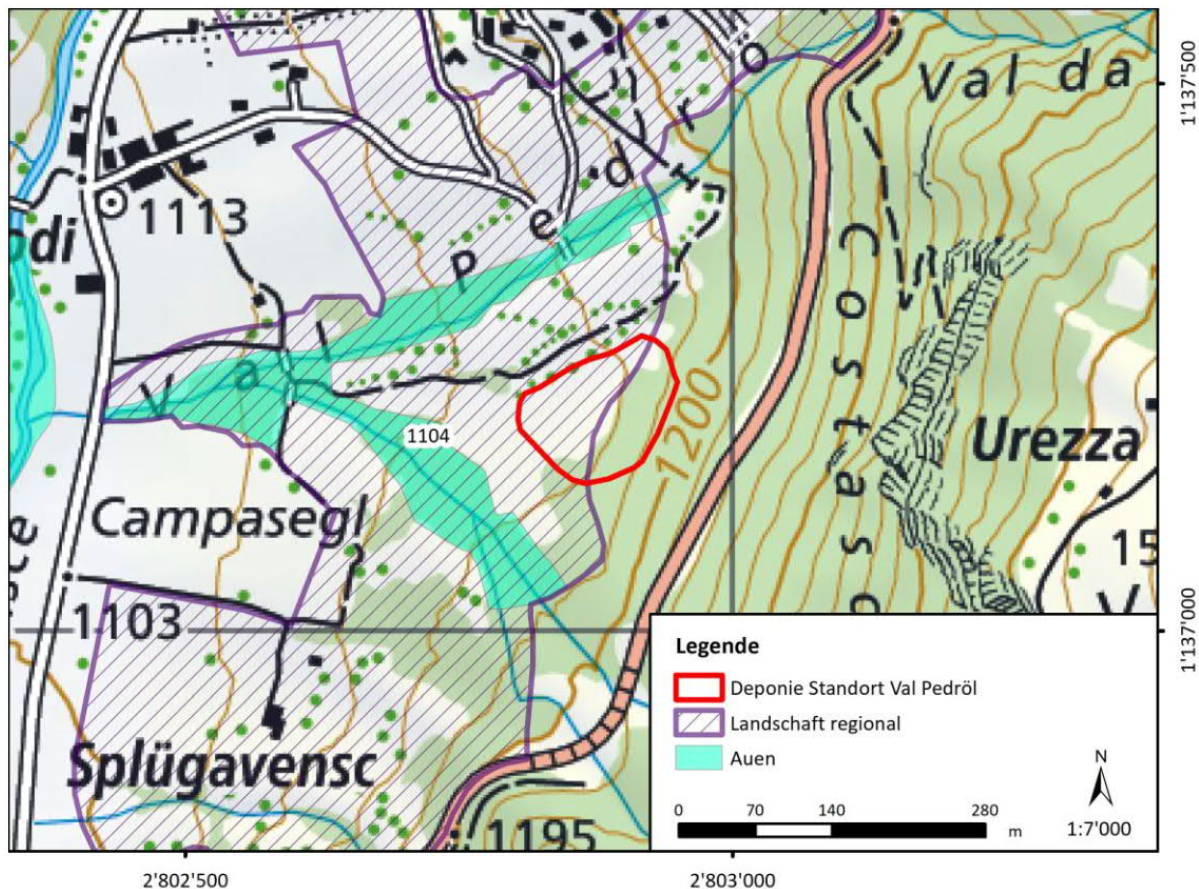 Val da
1'137'500
1113
odi
Val Pedrö
Costasc
1200
1104
Urezza
Campasegl
15
1103
V
1'137'000
Splügavensc
1195
Legende
Deponie Standort Val Pedröl
Landschaft regional
Auen
N
0 70 140 280 m
1:7'000
2'802'500 2'803'000